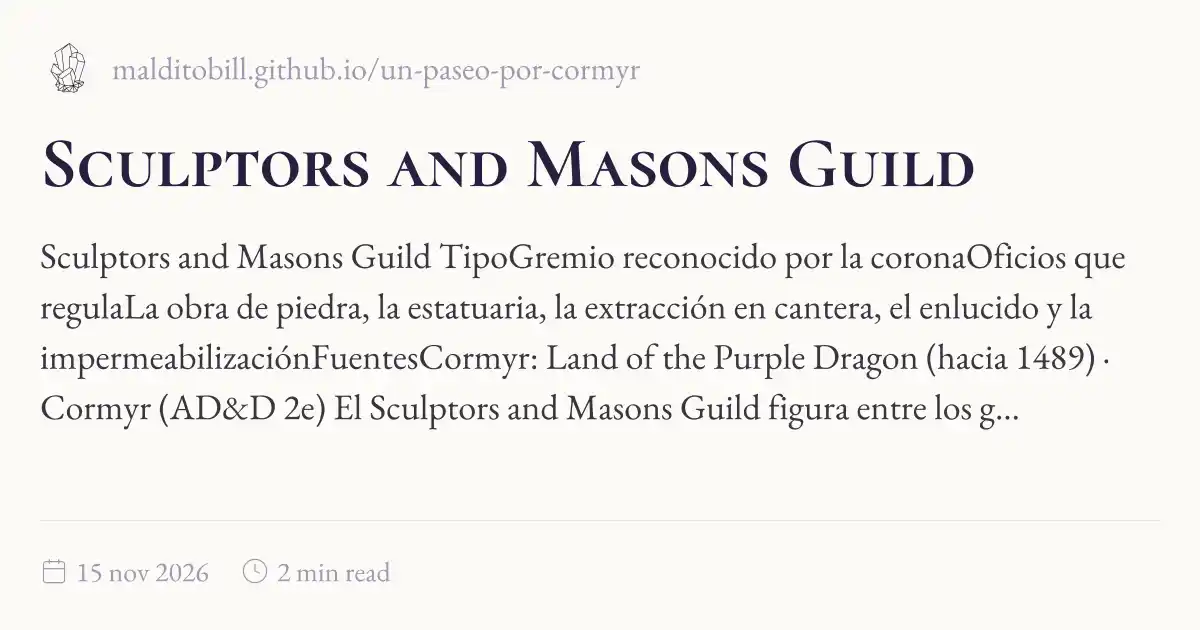 malditobill.github.io/un-paseo-por-cormyr
Sculptors and Masons Guild
Sculptors and Masons Guild TipoGremio reconocido por la coronaOficios que
regulaLa obra de piedra, la estatuaria, la extracción en cantera, el enlucido y la
impermeabilizaciónFuentesCormyr: Land of the Purple Dragon (hacia 1489) ·
Cormyr (AD&D 2e) El Sculptors and Masons Guild figura entre los g...
15 nov 2026 2 min read